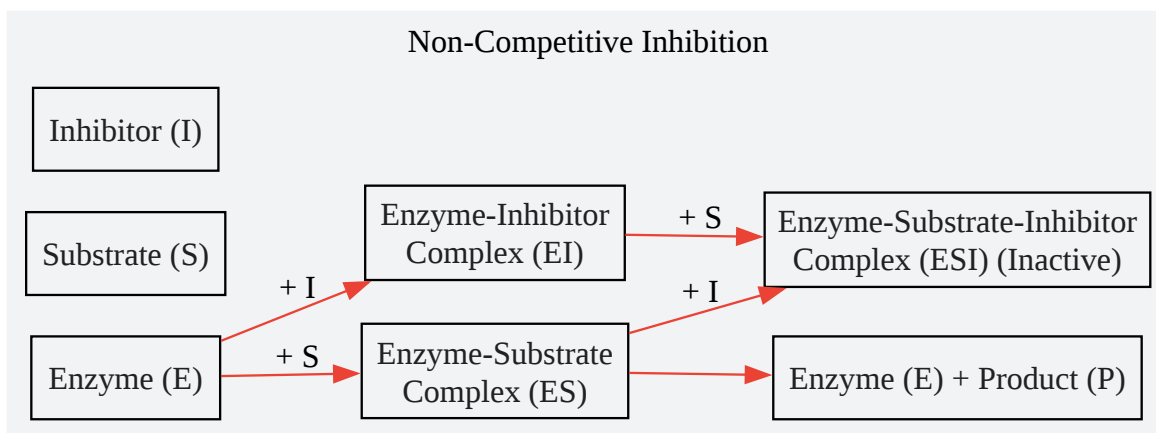 Non-Competitive Inhibition
Inhibitor (I)
Substrate (S)
Enzyme (E)
+ I
+ S
Enzyme-Inhibitor
Complex (EI)
Enzyme-Substrate
Complex (ES)
+ S
+ I
Enzyme-Substrate-Inhibitor
Complex (ESI) (Inactive)
Enzyme (E) + Product (P)